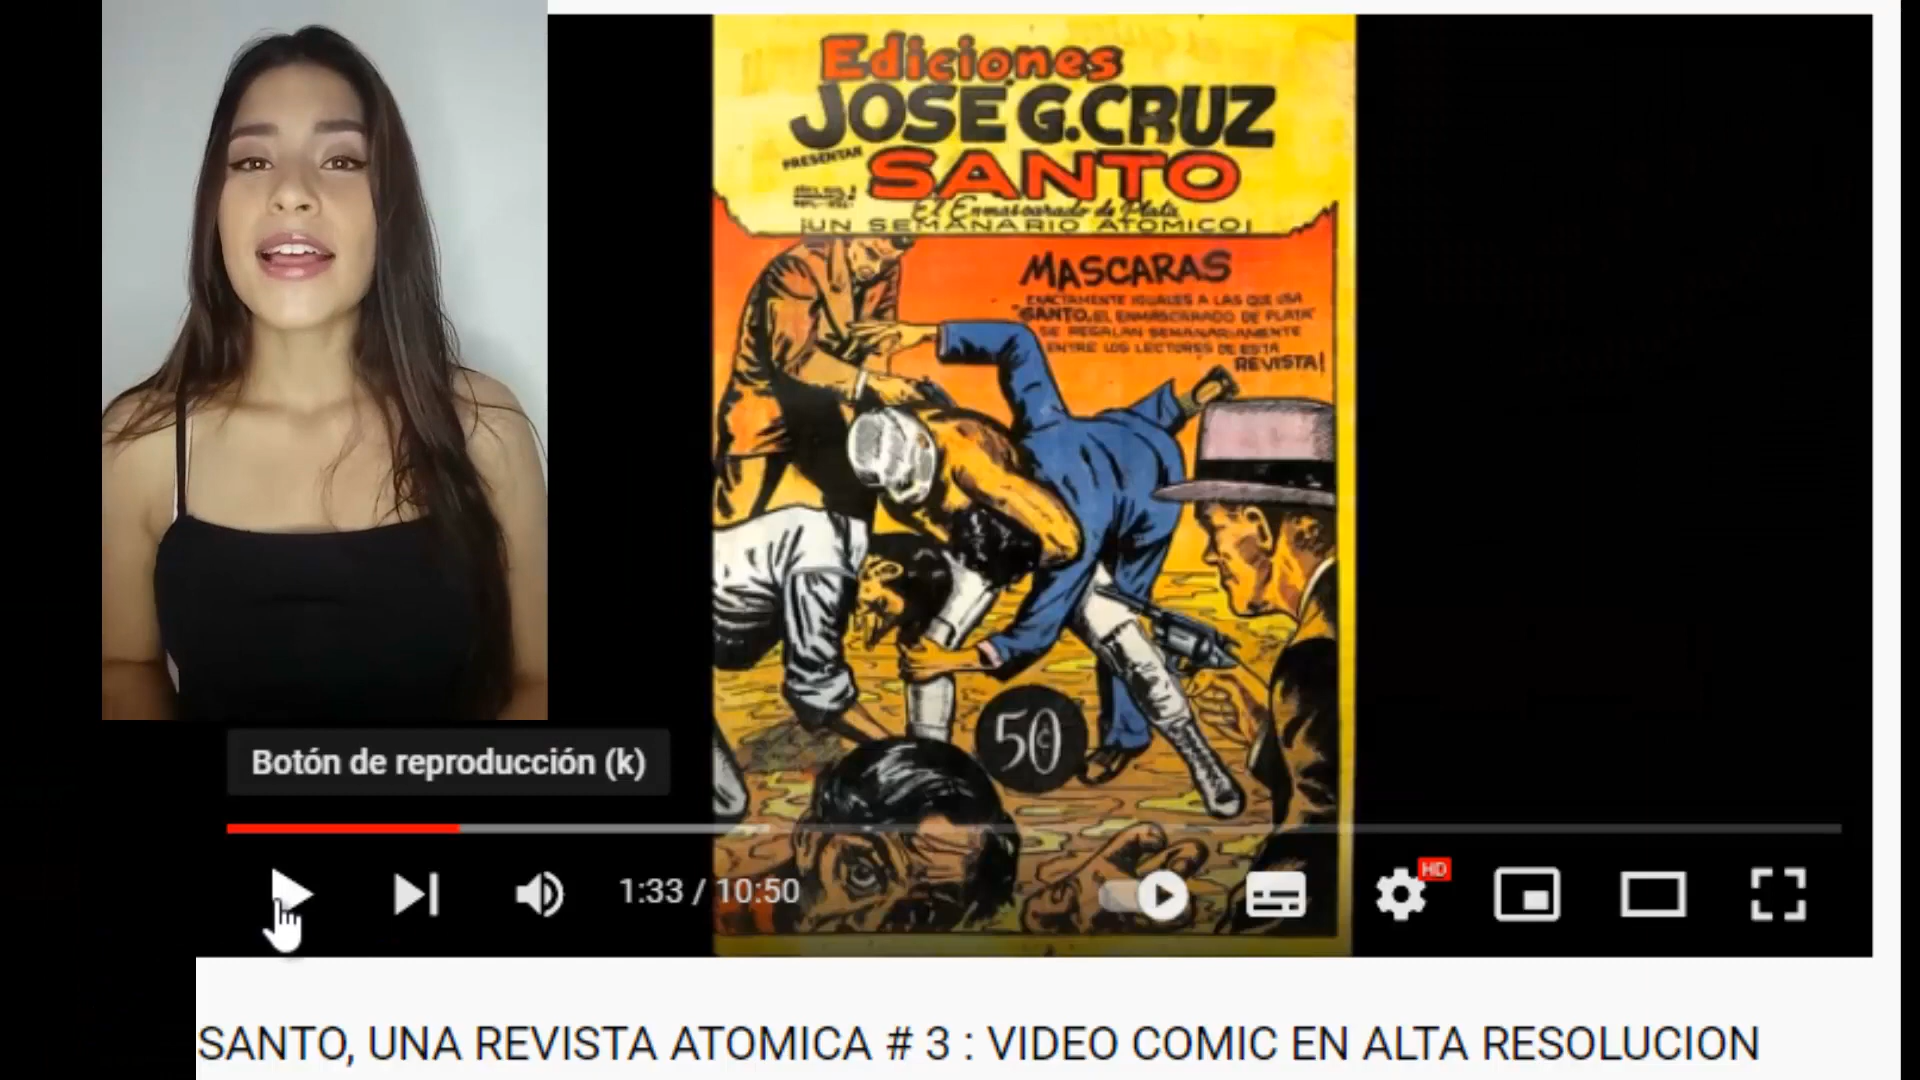 Ediciones
JOSE G. CRUZ
PRESENTAN
SANTO
El Enmascarado de Plata
¡UN SEMANARIO ATOMICO!
MASCARAS
EXACTAMENTE IGUALES A LAS QUE USA
"SANTO, EL ENMASCARADO DE PLATA"
SE REGALAN SEMANARIAMENTE
ENTRE LOS LECTORES DE ESTA
REVISTA!
50¢
Botón de reproducción (k)
1:33 / 10:50
HD
SANTO, UNA REVISTA ATOMICA # 3 : VIDEO COMIC EN ALTA RESOLUCION